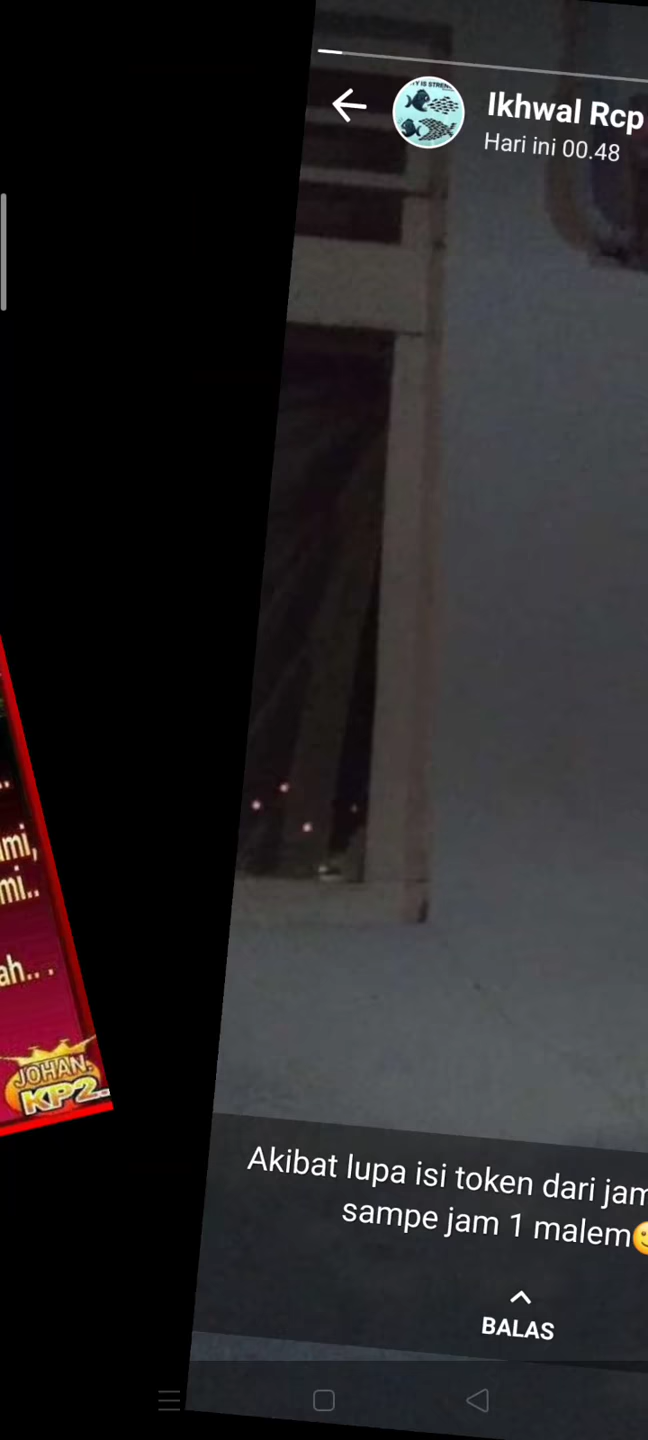 Ikhwal Rcp
Hari ini 00.48
Akibat lupa isi token dari jam
sampe jam 1 malem🙂
BALAS
..
mi,
mi..
ah.. .
JOHAN.
KP2..